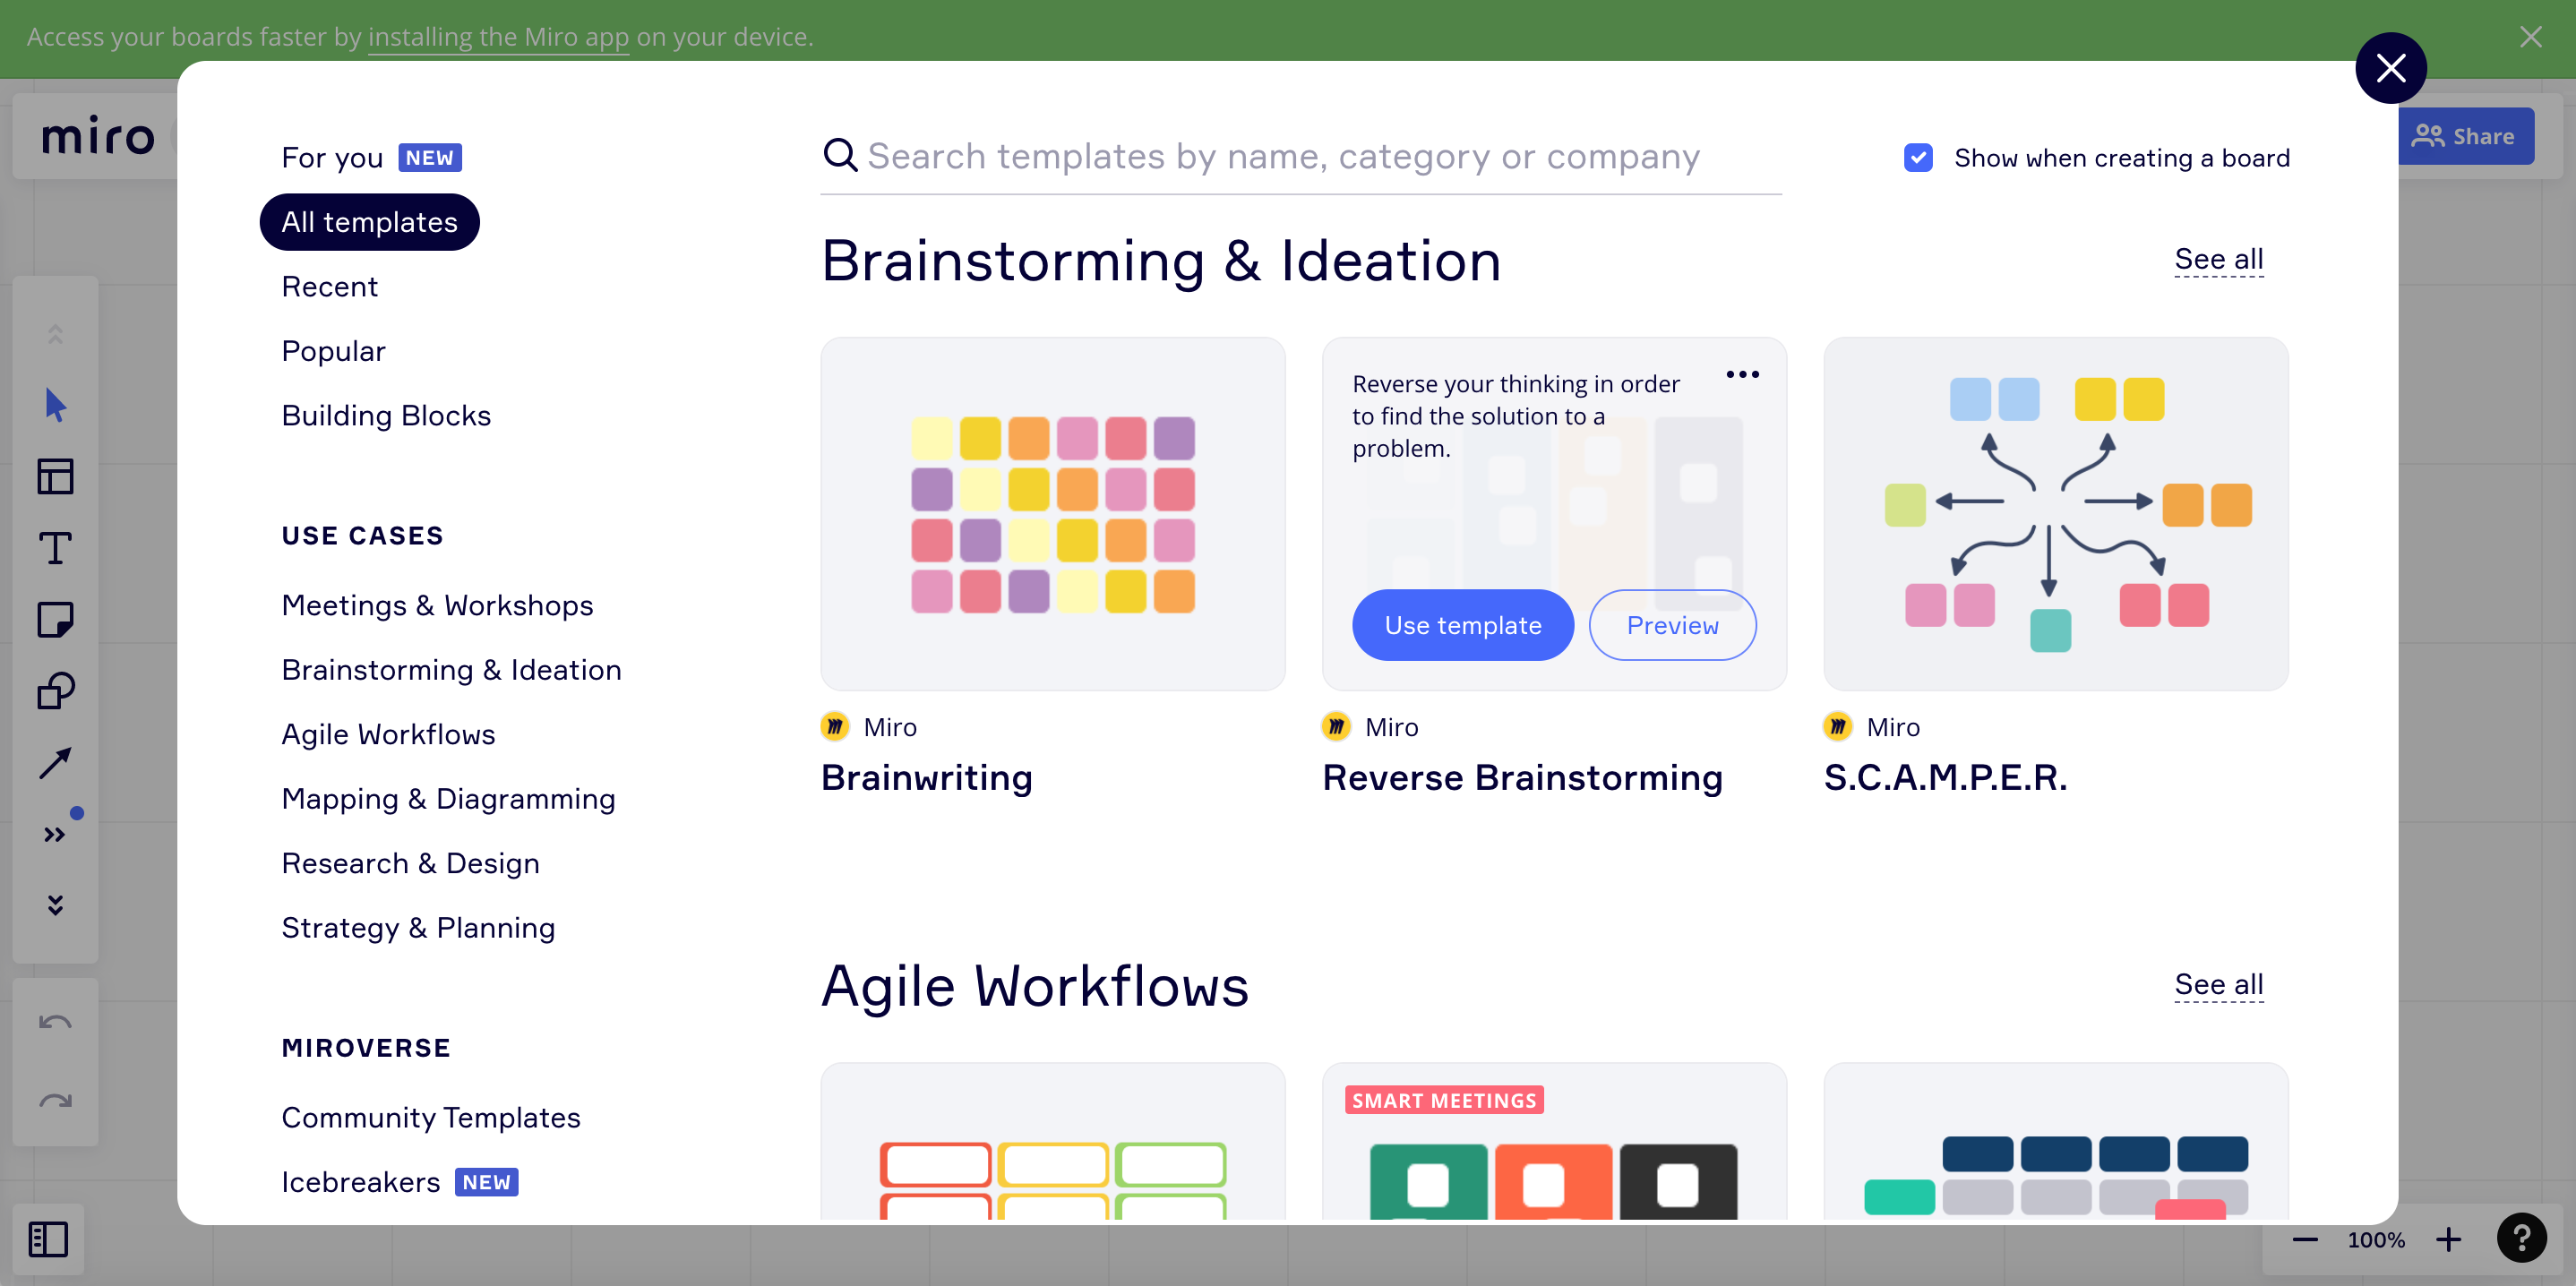 Access your boards faster by installing the Miro app on your device.
miro
Share
For you NEW
All templates
Recent
Popular
Building Blocks
USE CASES
Meetings & Workshops
Brainstorming & Ideation
Agile Workflows
Mapping & Diagramming
Research & Design
Strategy & Planning
MIROVERSE
Community Templates
Icebreakers NEW
Search templates by name, category or company
Show when creating a board
Brainstorming & Ideation
See all
Reverse your thinking in order
to find the solution to a
problem.
Use template
Preview
Miro
Brainwriting
Miro
Reverse Brainstorming
Miro
S.C.A.M.P.E.R.
Agile Workflows
See all
SMART MEETINGS
100%
?